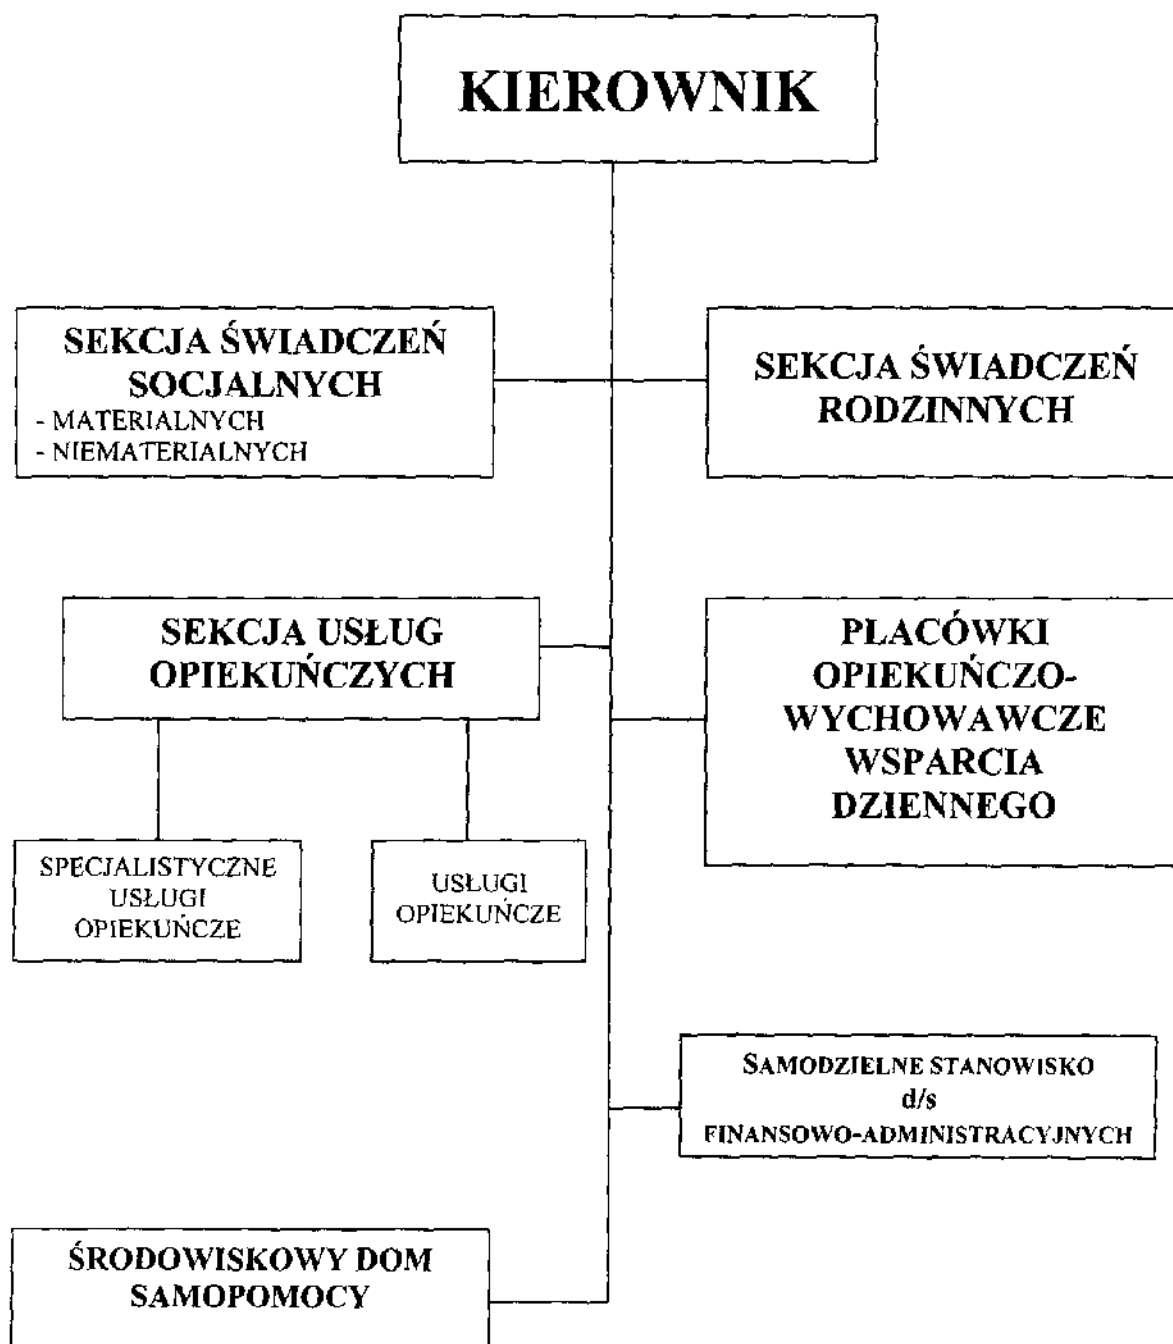 KIEROWNIK
SEKCJA ŚWIADCZEŃ
SOCJALNYCH
- MATERIALNYCH
- NIEMATERIALNYCH
SEKCJA ŚWIADCZEŃ
RODZINNYCH
SEKCJA USŁUG
OPIEKUŃCZYCH
PLACÓWKI
OPIEKUŃCZO-
WYCHOWAWCZE
WSPARCIA
DZIENNEGO
SPECJALISTYCZNE
USŁUGI
OPIEKUŃCZE
USŁUGI
OPIEKUŃCZE
SAMODZIELNE STANOWISKO
d/s
FINANSOWO-ADMINISTRACYJNYCH
ŚRODOWISKOWY DOM
SAMOPOMOCY